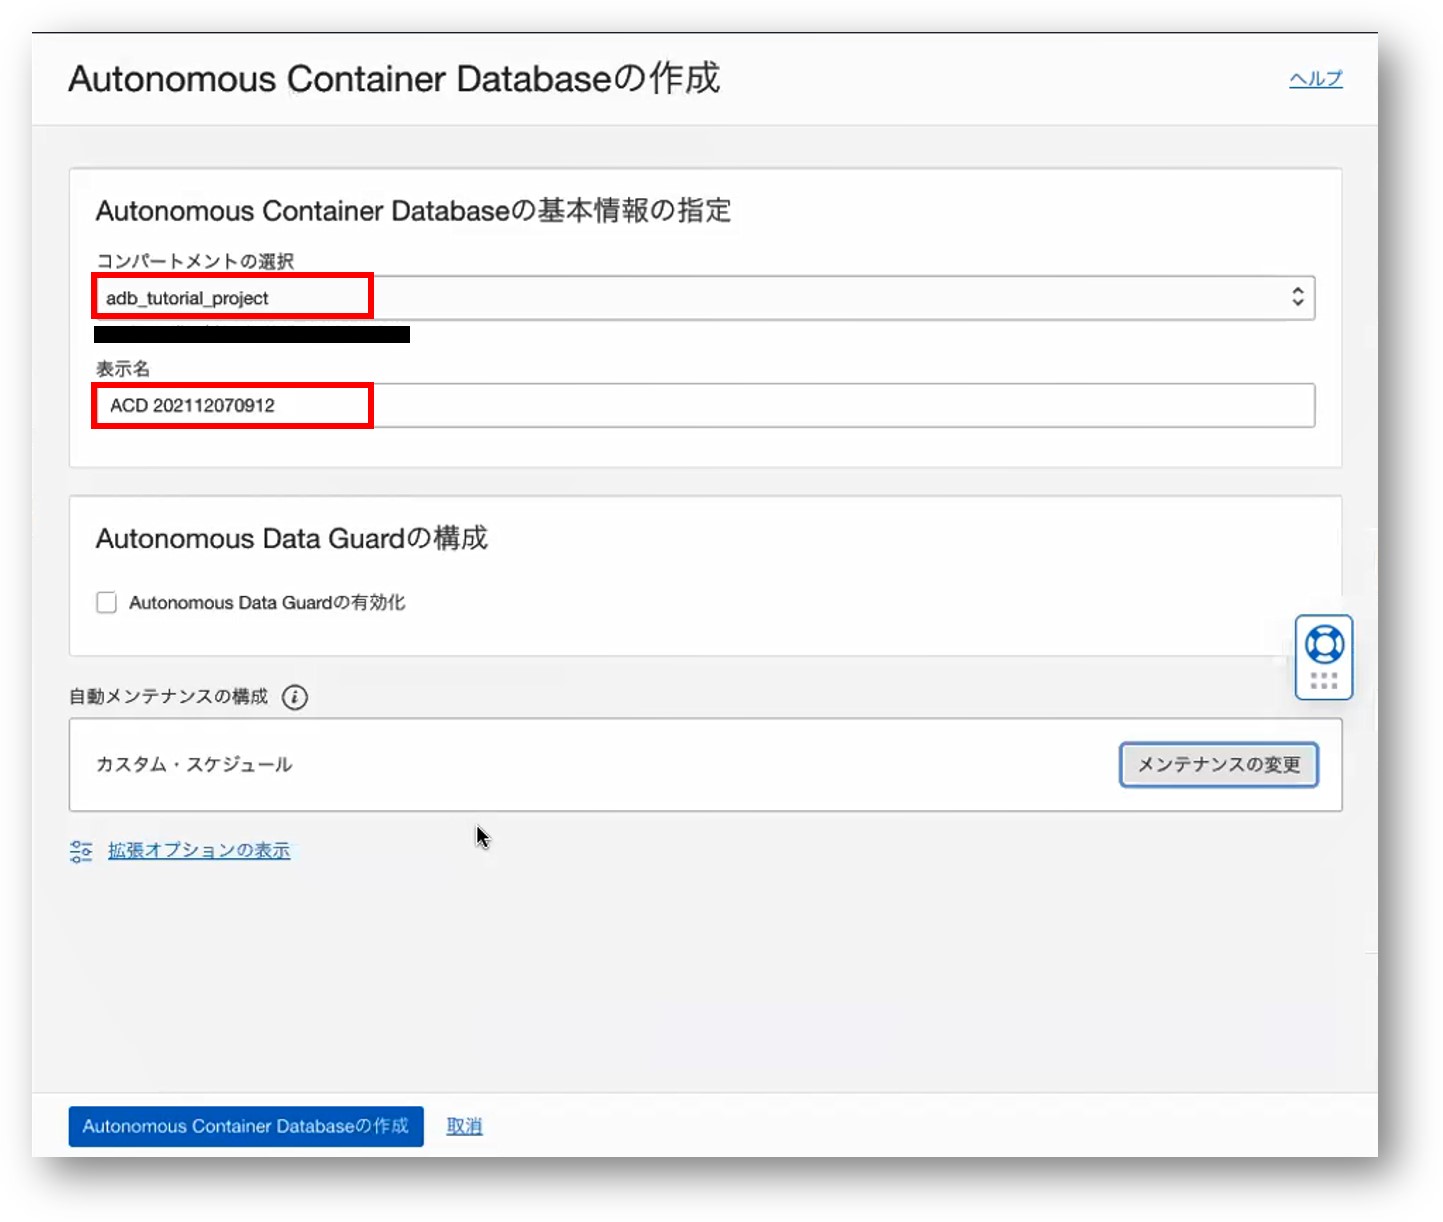 Autonomous Container Databaseの作成
ヘルプ
Autonomous Container Databaseの基本情報の指定
コンパートメントの選択
adb_tutorial_project
表示名
ACD 202112070912
Autonomous Data Guardの構成
Autonomous Data Guardの有効化
自動メンテナンスの構成
カスタム・スケジュール
メンテナンスの変更
拡張オプションの表示
Autonomous Container Databaseの作成
取消